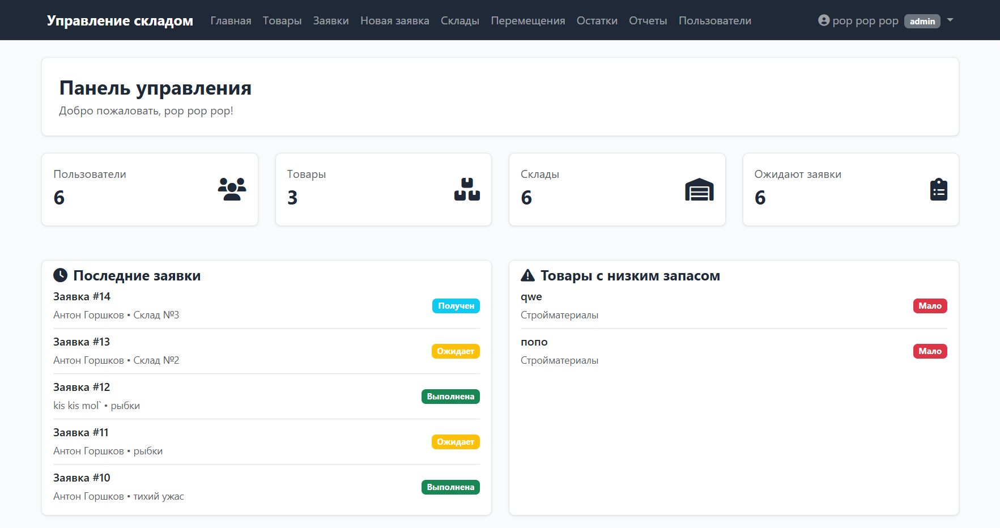 Управление складом Главная Товары Заявки Новая заявка Склады Перемещения Остатки Отчеты Пользователи pop pop pop admin
Панель управления
Добро пожаловать, pop pop pop!
Пользователи
6
Товары
3
Склады
6
Ожидают заявки
6
Последние заявки
Заявка #14
Антон Горшков • Склад №3
Получен
Заявка #13
Антон Горшков • Склад №2
Ожидает
Заявка #12
kis kis mol` • рыбки
Выполнена
Заявка #11
Антон Горшков • рыбки
Ожидает
Заявка #10
Антон Горшков • тихий ужас
Выполнена
Товары с низким запасом
qwe
Стройматериалы
Мало
попо
Стройматериалы
Мало